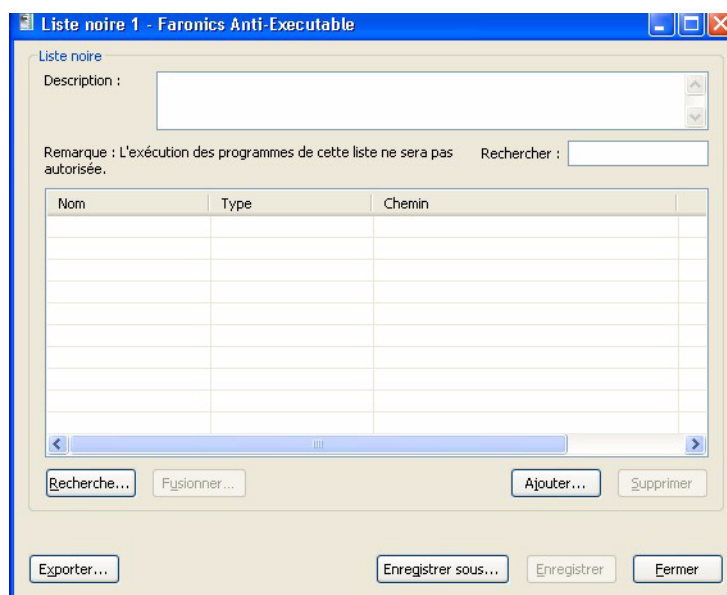 Liste noire 1 - Faronics Anti-Executable
Liste noire
Description :
Remarque : L'exécution des programmes de cette liste ne sera pas autorisée.
Rechercher :
Nom Type Chemin
Recherche... Fusionner... Ajouter... Supprimer
Exporter... Enregistrer sous... Enregistrer Fermer